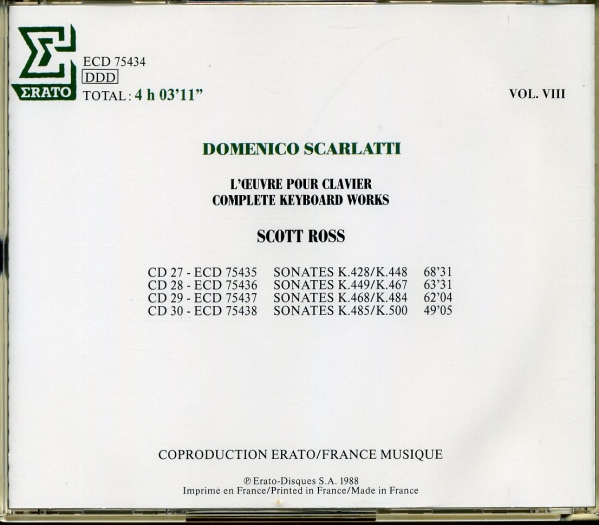 ΣRATO
ECD 75434
DDD
TOTAL : 4 h 03'11"
VOL. VIII
DOMENICO SCARLATTI
L'ŒUVRE POUR CLAVIER
COMPLETE KEYBOARD WORKS
SCOTT ROSS
CD 27 - ECD 75435 SONATES K.428/K.448 68'31
CD 28 - ECD 75436 SONATES K.449/K.467 63'31
CD 29 - ECD 75437 SONATES K.468/K.484 62'04
CD 30 - ECD 75438 SONATES K.485/K.500 49'05
COPRODUCTION ERATO/FRANCE MUSIQUE
℗ Erato-Disques S.A. 1988
Imprimé en France/Printed in France/Made in France